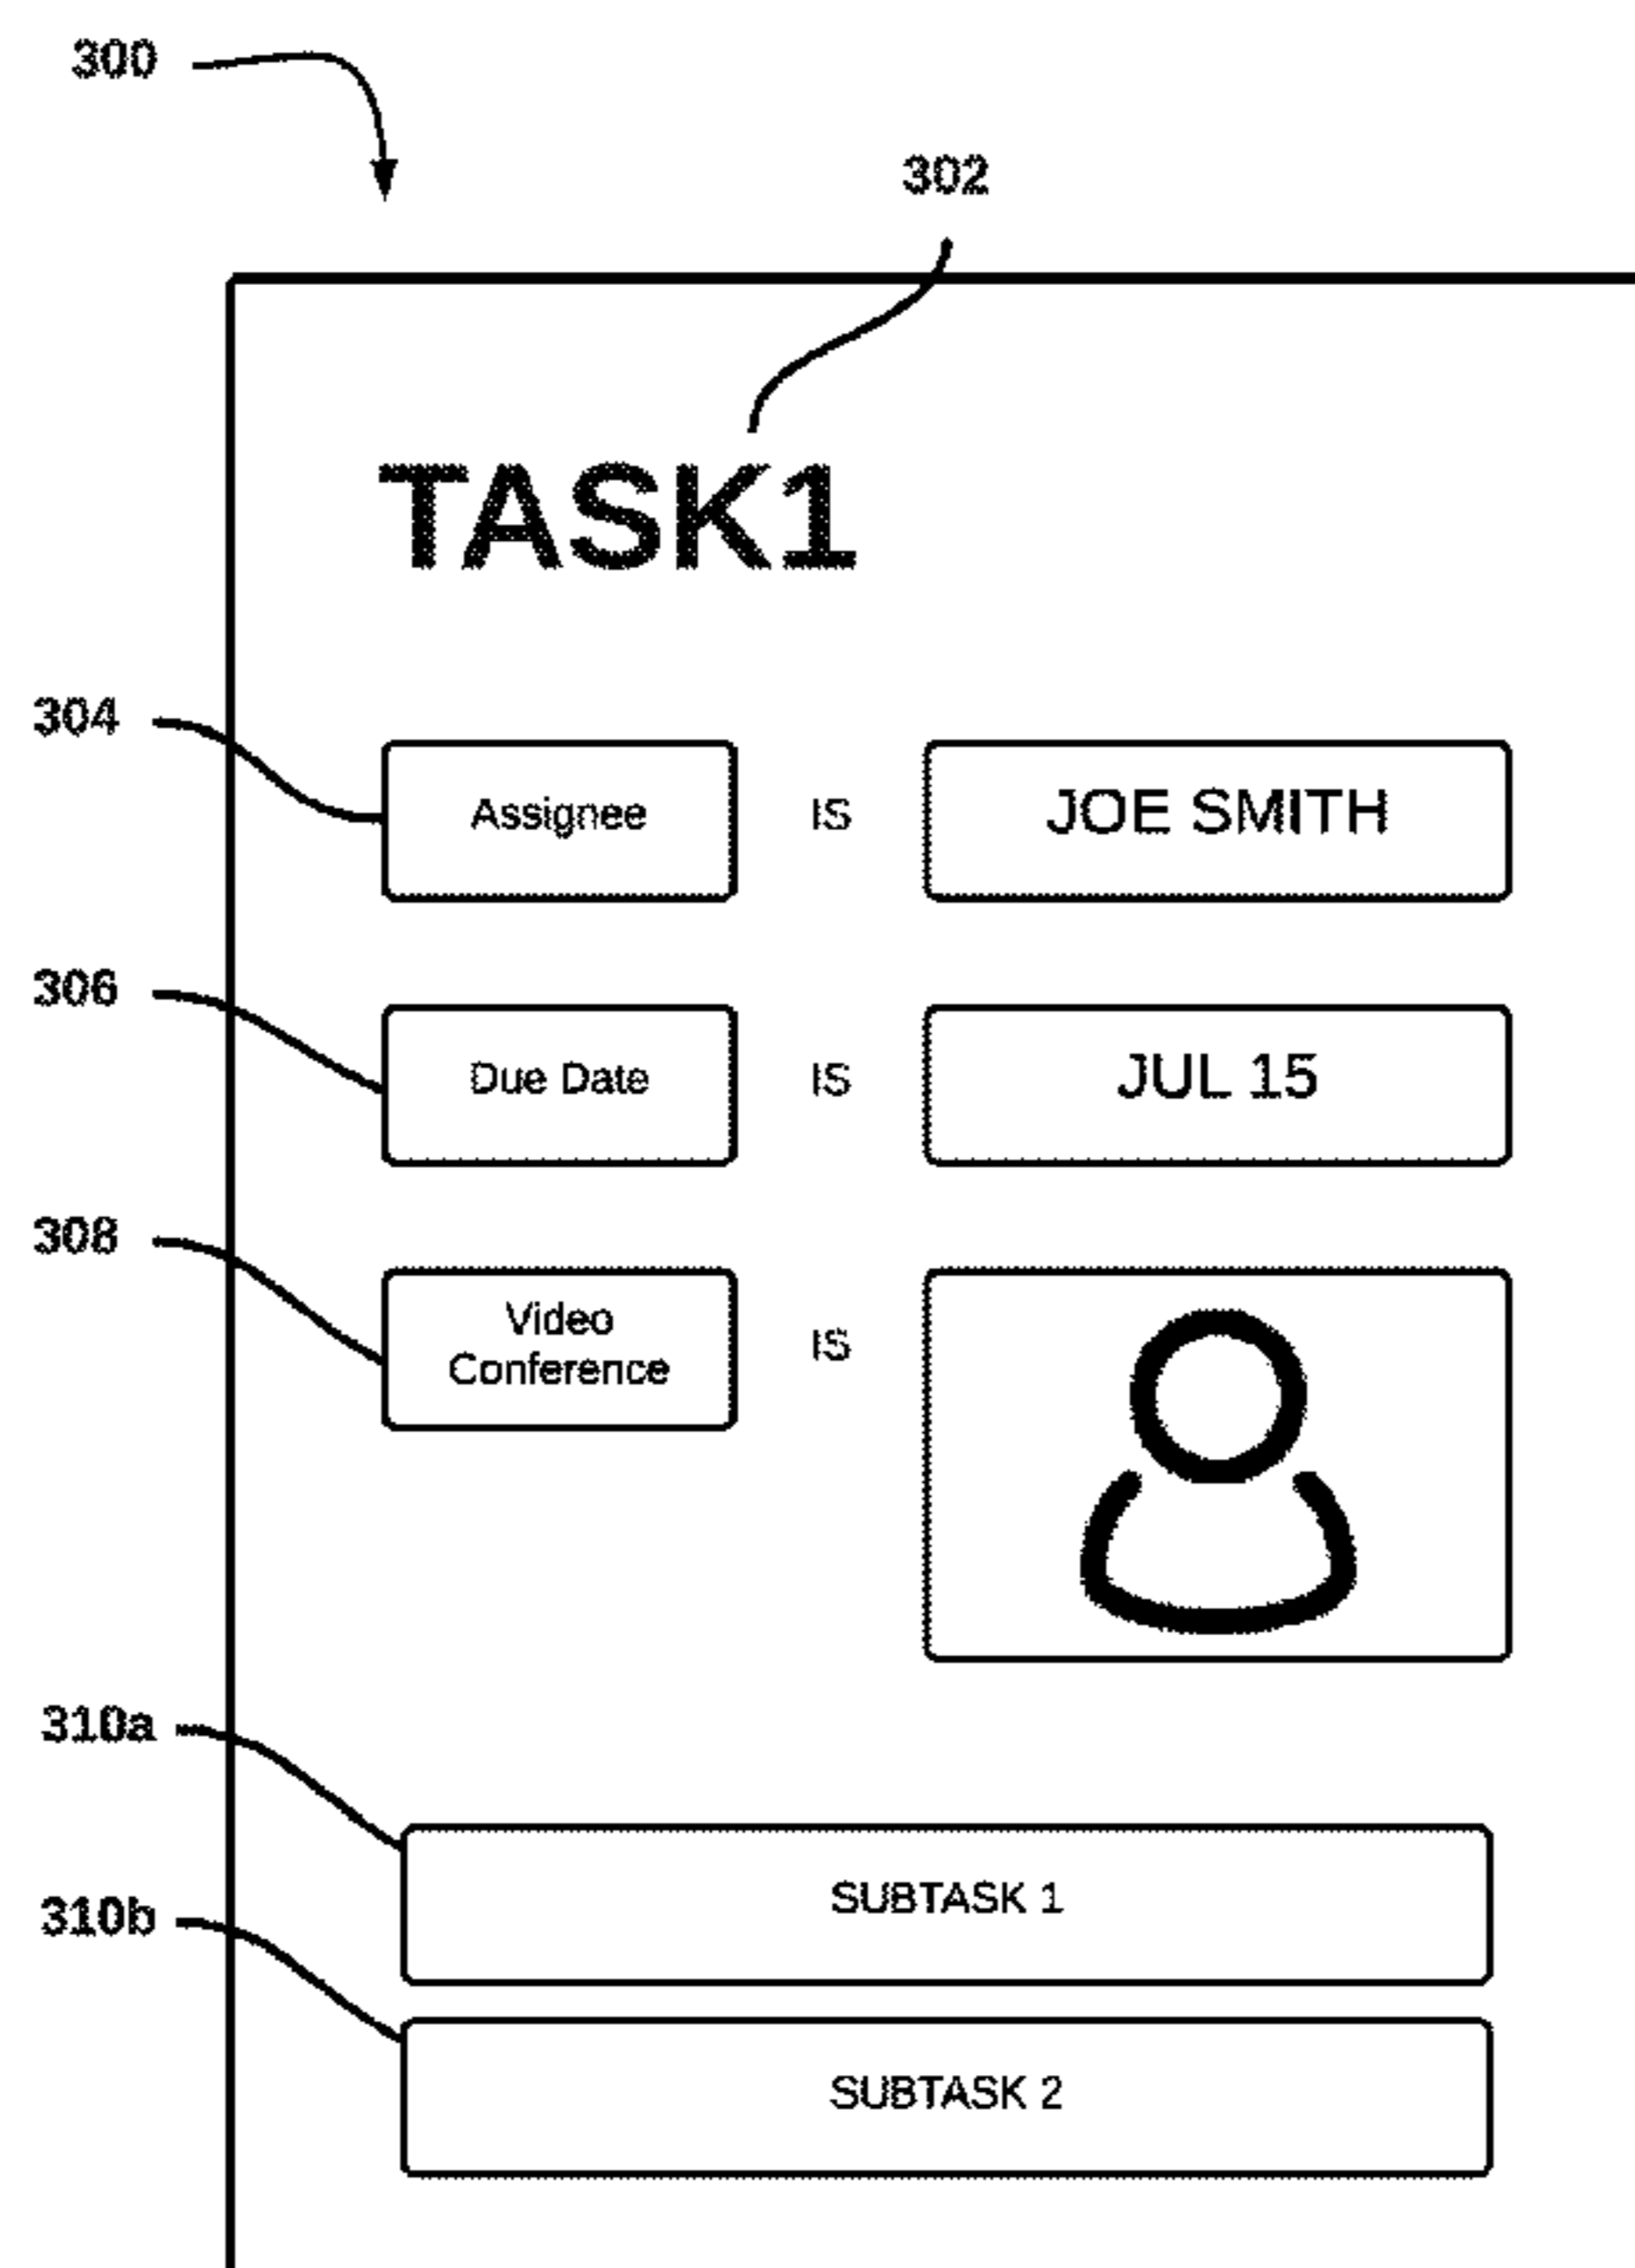 300
302
TASK1
304
Assignee IS JOE SMITH
306
Due Date IS JUL 15
308
Video
Conference IS
310a
SUBTASK 1
310b
SUBTASK 2